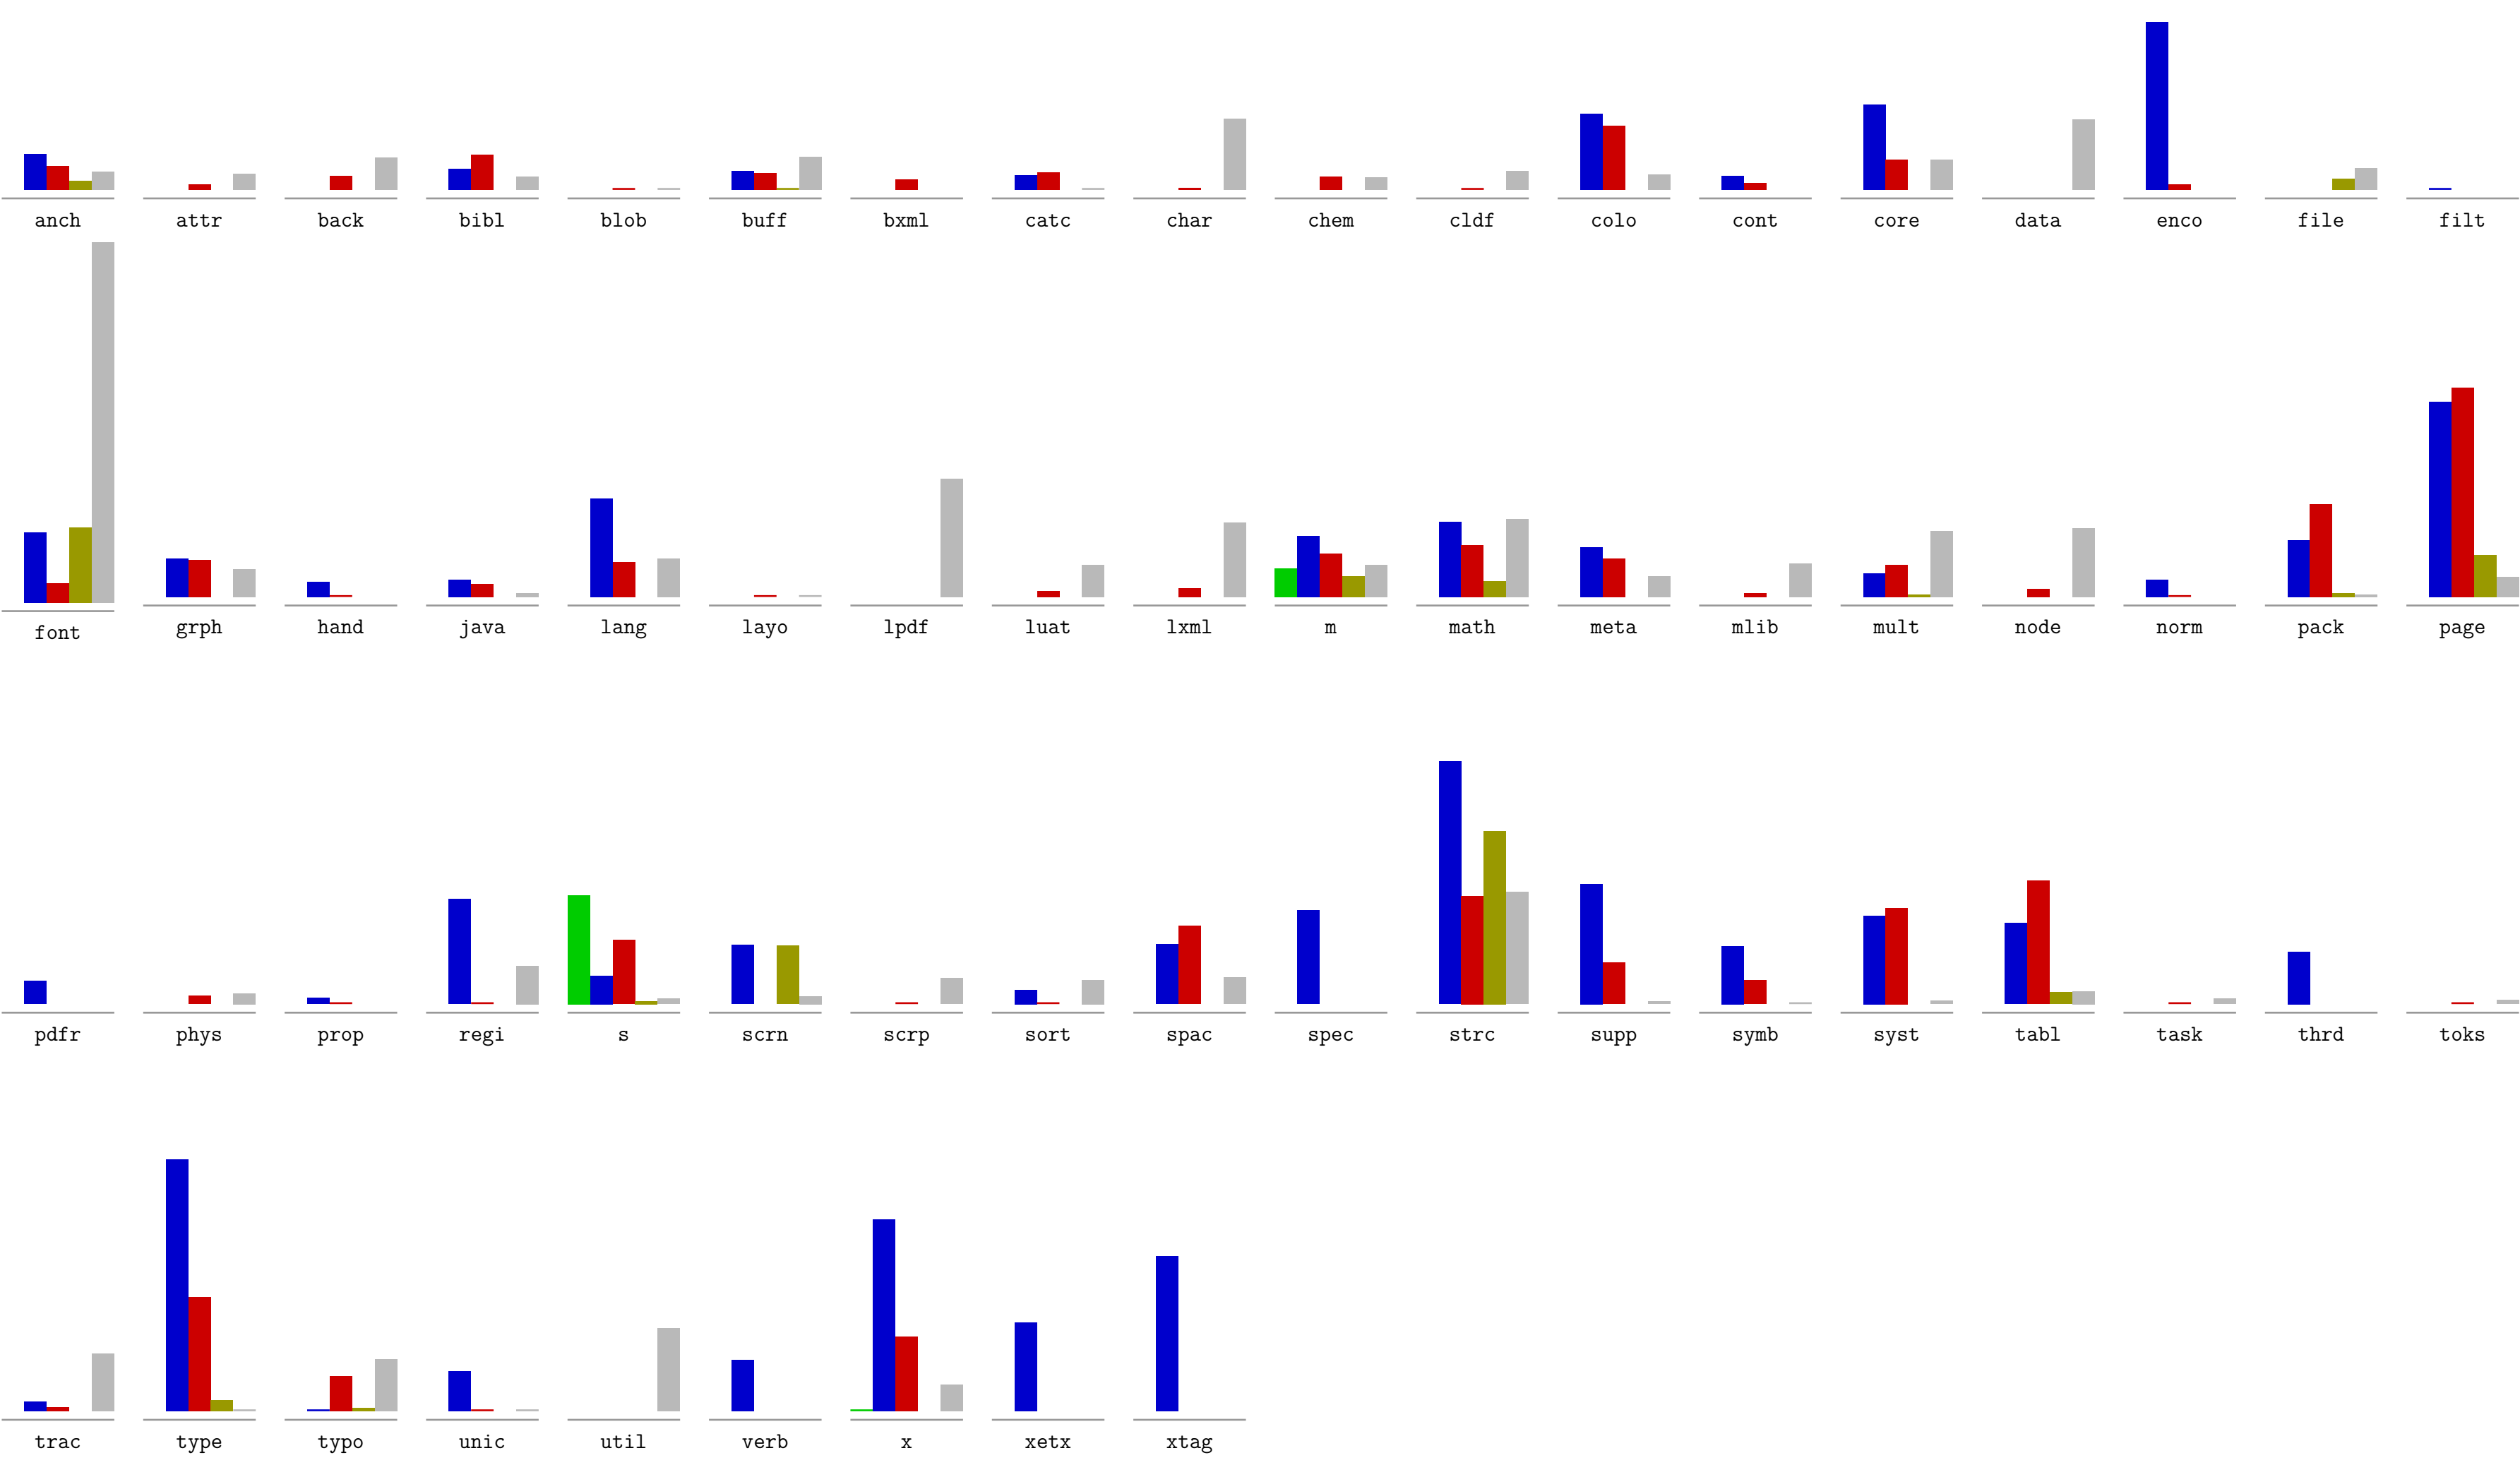 anch attr back bibl blob buff bxml catc char chem cldf colo cont core data enco file filt
font grph hand java lang layo lpdf luat lxml m math meta mlib mult node norm pack page
pdfr phys prop regi s scrn scrp sort spac spec strc supp symb syst tabl task thrd toks
trac type typo unic util verb x xetx xtag